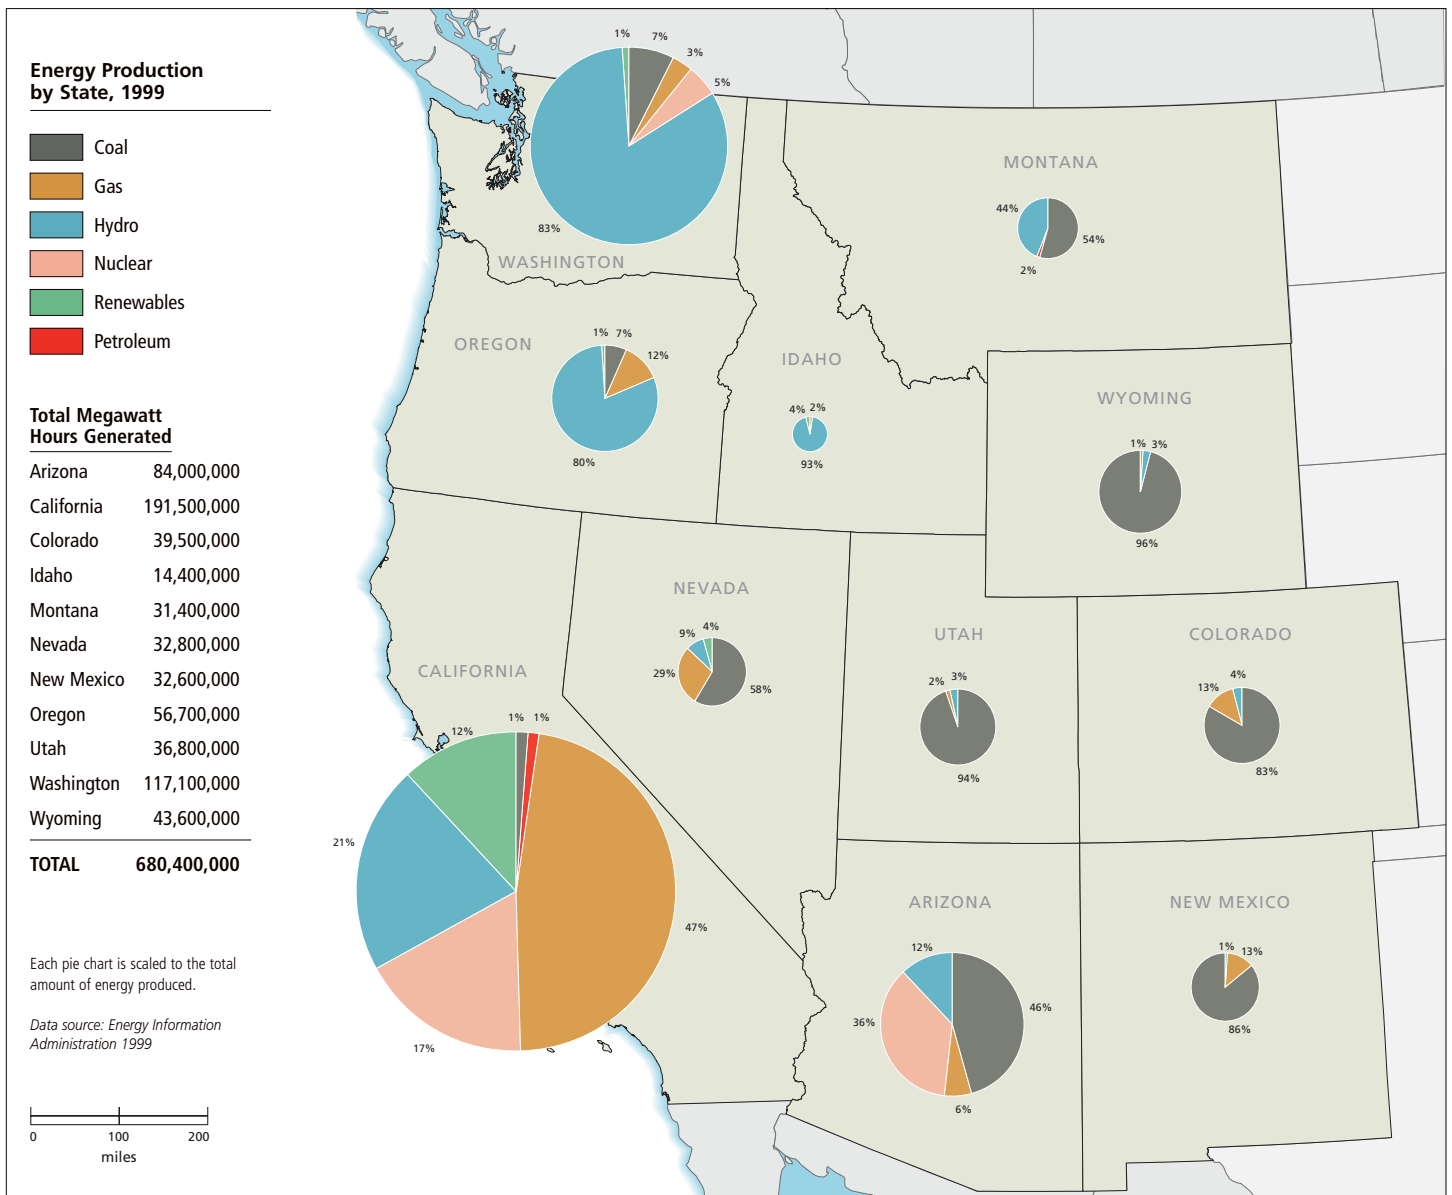 Energy Production
by State, 1999
Coal
Gas
Hydro
Nuclear
Renewables
Petroleum
Total Megawatt
Hours Generated
Arizona 84,000,000
California 191,500,000
Colorado 39,500,000
Idaho 14,400,000
Montana 31,400,000
Nevada 32,800,000
New Mexico 32,600,000
Oregon 56,700,000
Utah 36,800,000
Washington 117,100,000
Wyoming 43,600,000
TOTAL 680,400,000
Each pie chart is scaled to the total
amount of energy produced.
Data source: Energy Information
Administration 1999
0 100 200
miles
1% 7%
3%
5%
83%
WASHINGTON
MONTANA
44%
54%
2%
OREGON
1% 7%
12%
80%
IDAHO
4% 2%
93%
WYOMING
1% 3%
96%
NEVADA
9% 4%
29%
58%
UTAH
2% 3%
94%
COLORADO
13% 4%
83%
CALIFORNIA
12% 1% 1%
21%
47%
17%
ARIZONA
12%
46%
36%
6%
NEW MEXICO
1% 13%
86%